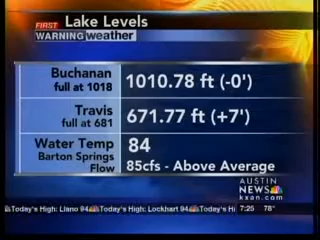 FIRST Lake Levels
WARNING weather
Buchanan 1010.78 ft (-0')
full at 1018
Travis 671.77 ft (+7')
full at 681
Water Temp 84
Barton Springs
Flow 85cfs - Above Average
AUSTIN
NEWS
kxan.com
Today's High: Llano 94 Today's High: Lockhart 94 Today's Hi 7:25 78°